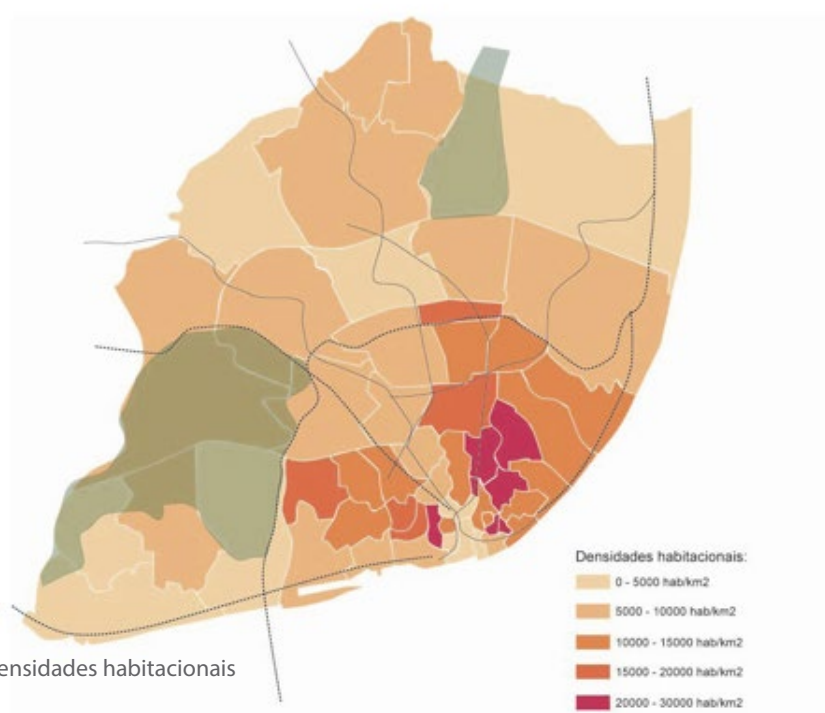 Densidades habitacionais:
0 - 5000 hab/km2
5000 - 10000 hab/km2
10000 - 15000 hab/km2
15000 - 20000 hab/km2
20000 - 30000 hab/km2
ensidades habitacionais